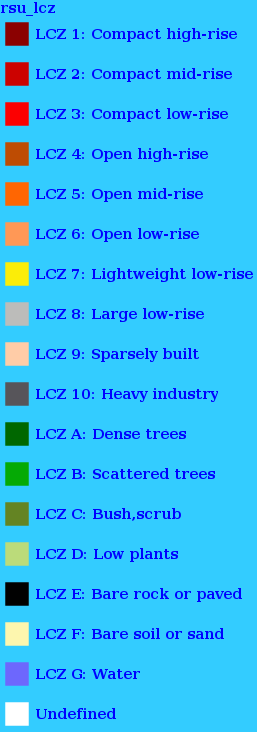 rsu_lcz
LCZ 1: Compact high-rise
LCZ 2: Compact mid-rise
LCZ 3: Compact low-rise
LCZ 4: Open high-rise
LCZ 5: Open mid-rise
LCZ 6: Open low-rise
LCZ 7: Lightweight low-rise
LCZ 8: Large low-rise
LCZ 9: Sparsely built
LCZ 10: Heavy industry
LCZ A: Dense trees
LCZ B: Scattered trees
LCZ C: Bush,scrub
LCZ D: Low plants
LCZ E: Bare rock or paved
LCZ F: Bare soil or sand
LCZ G: Water
Undefined